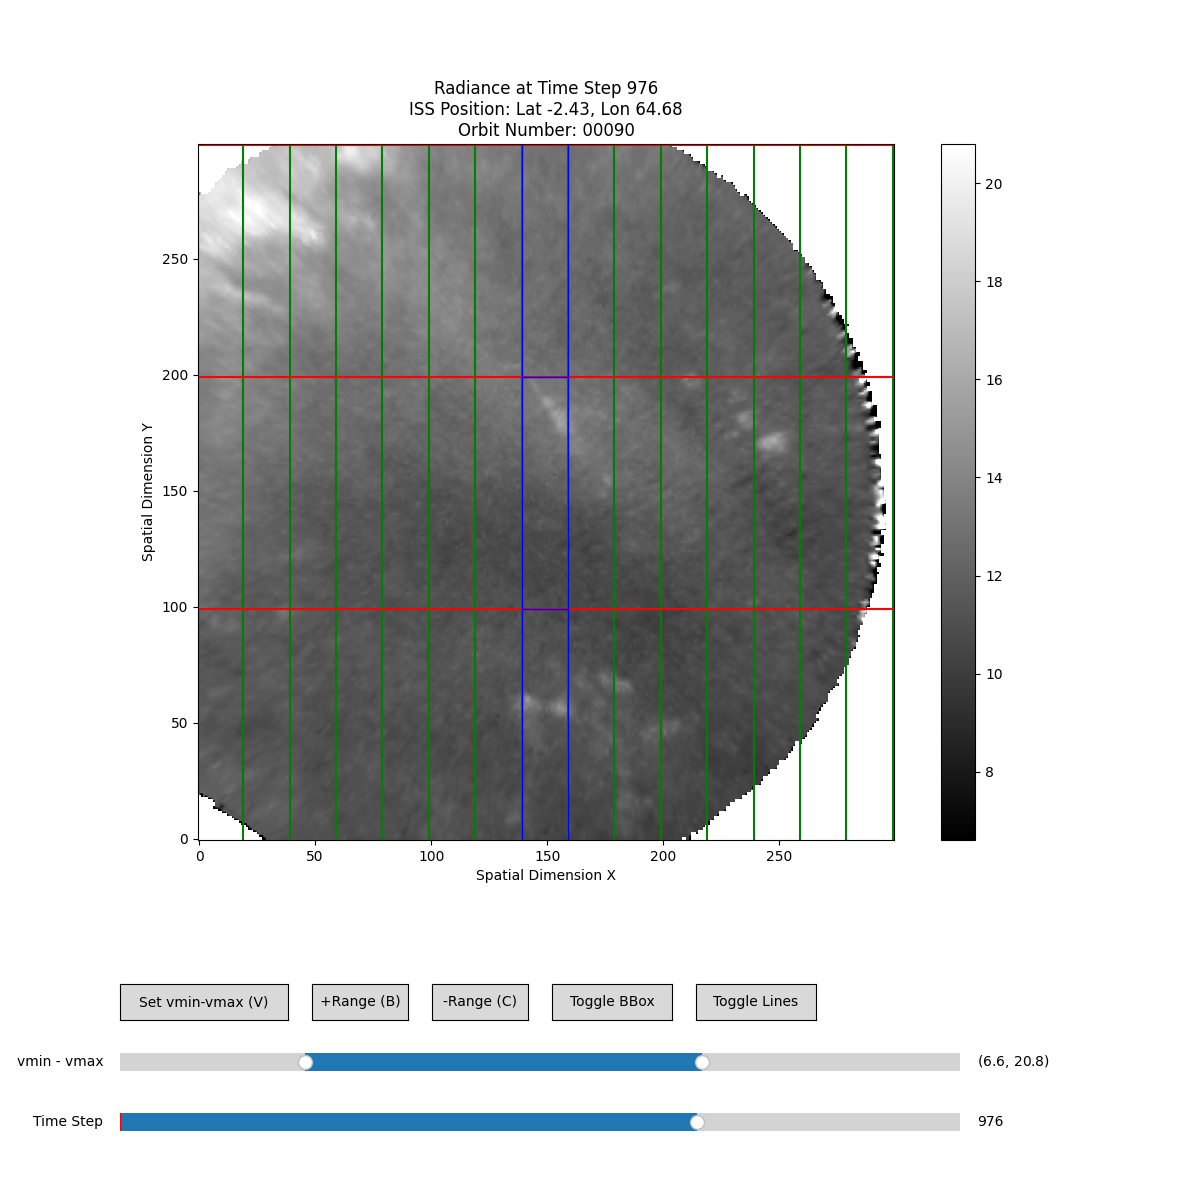 Radiance at Time Step 976
ISS Position: Lat -2.43, Lon 64.68
Orbit Number: 00090
Spatial Dimension Y
250
200
150
100
50
0
0 50 100 150 200 250
Spatial Dimension X
20
18
16
14
12
10
8
Set vmin-vmax (V) +Range (B) -Range (C) Toggle BBox Toggle Lines
vmin - vmax (6.6, 20.8)
Time Step 976